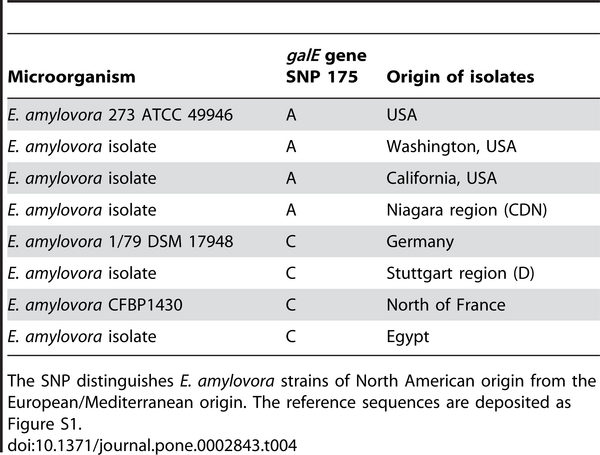 galE gene
Microorganism SNP 175 Origin of isolates
E. amylovora 273 ATCC 49946 A USA
E. amylovora isolate A Washington, USA
E. amylovora isolate A California, USA
E. amylovora isolate A Niagara region (CDN)
E. amylovora 1/79 DSM 17948 C Germany
E. amylovora isolate C Stuttgart region (D)
E. amylovora CFBP1430 C North of France
E. amylovora isolate C Egypt
The SNP distinguishes E. amylovora strains of North American origin from the
European/Mediterranean origin. The reference sequences are deposited as
Figure S1.
doi:10.1371/journal.pone.0002843.t004